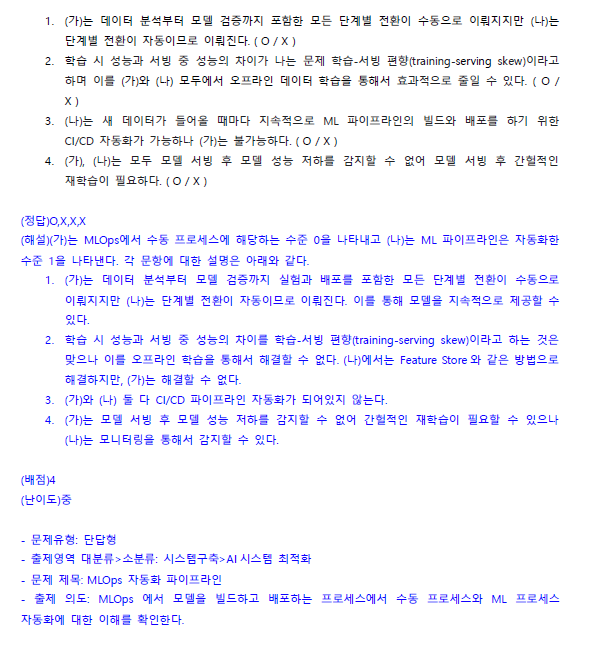 1. (가)는 데이터 분석부터 모델 검증까지 포함한 모든 단계별 전환이 수동으로 이뤄지지만 (나)는
단계별 전환이 자동이므로 이뤄진다. ( O / X )
2. 학습 시 성능과 서빙 중 성능의 차이가 나는 문제 학습-서빙 편향(training-serving skew)이라고
하며 이를 (가)와 (나) 모두에서 오프라인 데이터 학습을 통해서 효과적으로 줄일 수 있다. ( O /
X )
3. (나)는 새 데이터가 들어올 때마다 지속적으로 ML 파이프라인의 빌드와 배포를 하기 위한
CI/CD 자동화가 가능하나 (가)는 불가능하다. ( O / X )
4. (가), (나)는 모두 모델 서빙 후 모델 성능 저하를 감지할 수 없어 모델 서빙 후 간헐적인
재학습이 필요하다. ( O / X )
(정답)O,X,X,X
(해설)(가)는 MLOps에서 수동 프로세스에 해당하는 수준 0을 나타내고 (나)는 ML 파이프라인은 자동화한
수준 1을 나타낸다. 각 문항에 대한 설명은 아래와 같다.
1. (가)는 데이터 분석부터 모델 검증까지 실험과 배포를 포함한 모든 단계별 전환이 수동으로
이뤄지지만 (나)는 단계별 전환이 자동이므로 이뤄진다. 이를 통해 모델을 지속적으로 제공할 수
있다.
2. 학습 시 성능과 서빙 중 성능의 차이를 학습-서빙 편향(training-serving skew)이라고 하는 것은
맞으나 이를 오프라인 학습을 통해서 해결할 수 없다. (나)에서는 Feature Store와 같은 방법으로
해결하지만, (가)는 해결할 수 없다.
3. (가)와 (나) 둘 다 CI/CD 파이프라인 자동화가 되어있지 않는다.
4. (가)는 모델 서빙 후 모델 성능 저하를 감지할 수 없어 간헐적인 재학습이 필요할 수 있으나
(나)는 모니터링을 통해서 감지할 수 있다.
(배점)4
(난이도)중
- 문제유형: 단답형
- 출제영역 대분류>소분류: 시스템구축>AI 시스템 최적화
- 문제 제목: MLOps 자동화 파이프라인
- 출제 의도: MLOps 에서 모델을 빌드하고 배포하는 프로세스에서 수동 프로세스와 ML 프로세스
자동화에 대한 이해를 확인한다.